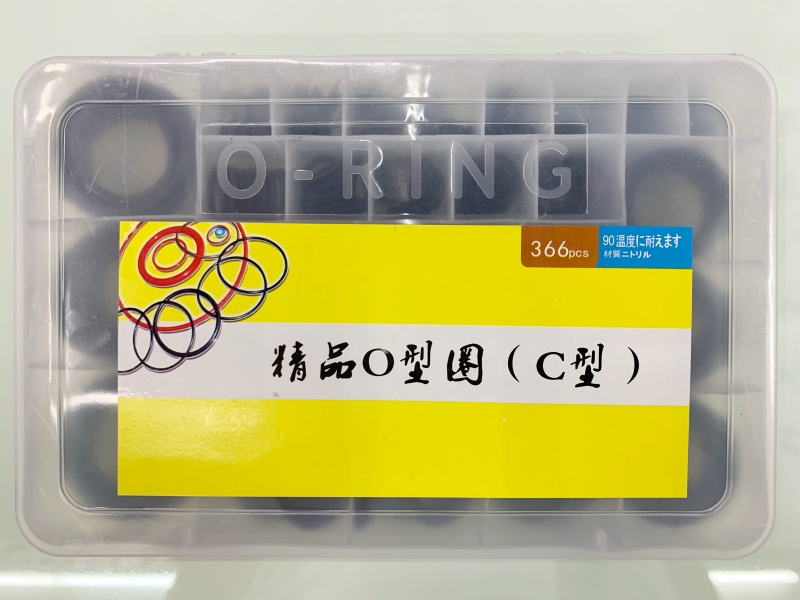 O-RING
366pcs
90温度に耐えます
材質ニトリル
精品O型圈（C型）